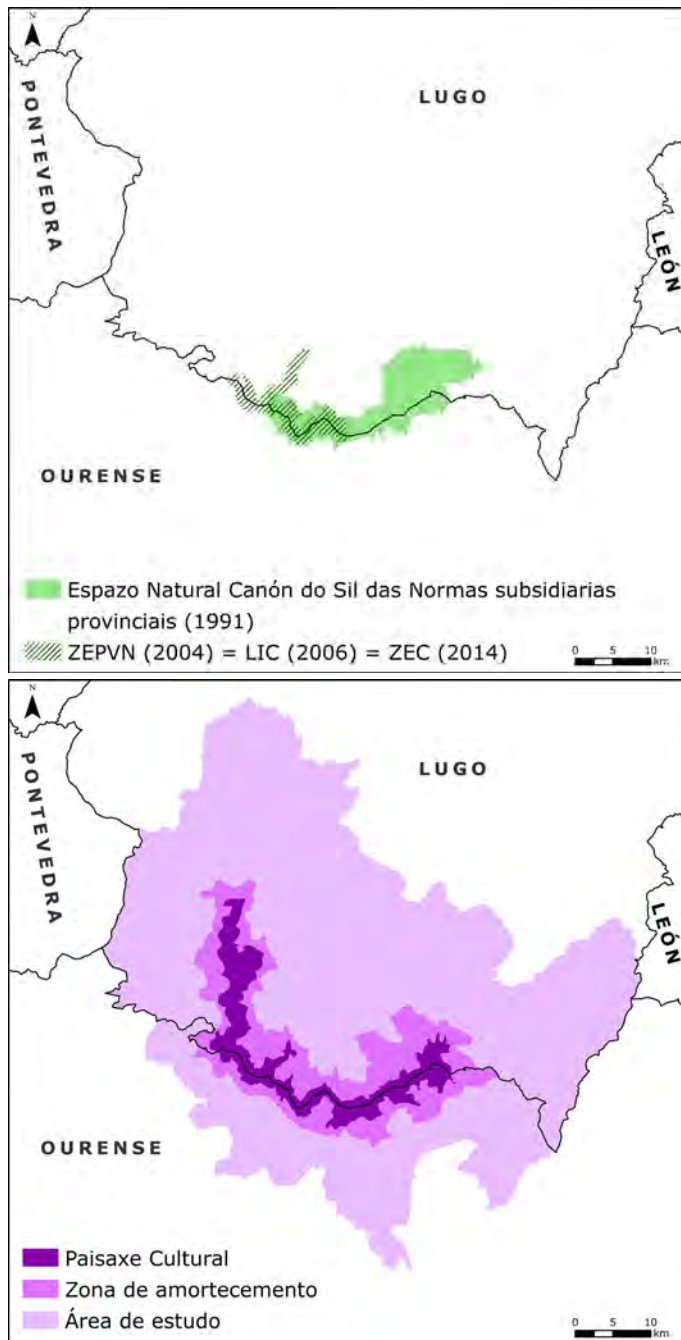 N
PONTEVEDRA
LUGO
LEÓN
OURENSE
Espazo Natural Canón do Sil das Normas subsidiarias
provinciais (1991)
ZEPVN (2004) = LIC (2006) = ZEC (2014)
0 5 10
km
N
PONTEVEDRA
LUGO
LEÓN
OURENSE
Paisaxe Cultural
Zona de amortecemento
Área de estudo
0 5 10
km